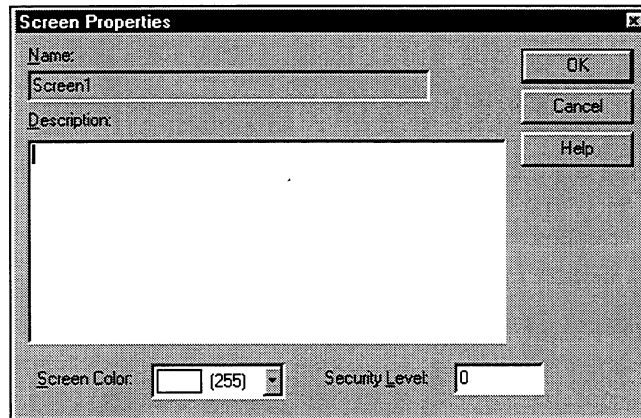 Screen Properties
Name:
Screen1
Description:
OK
Cancel
Help
Screen Color: (255)
Security Level: 0